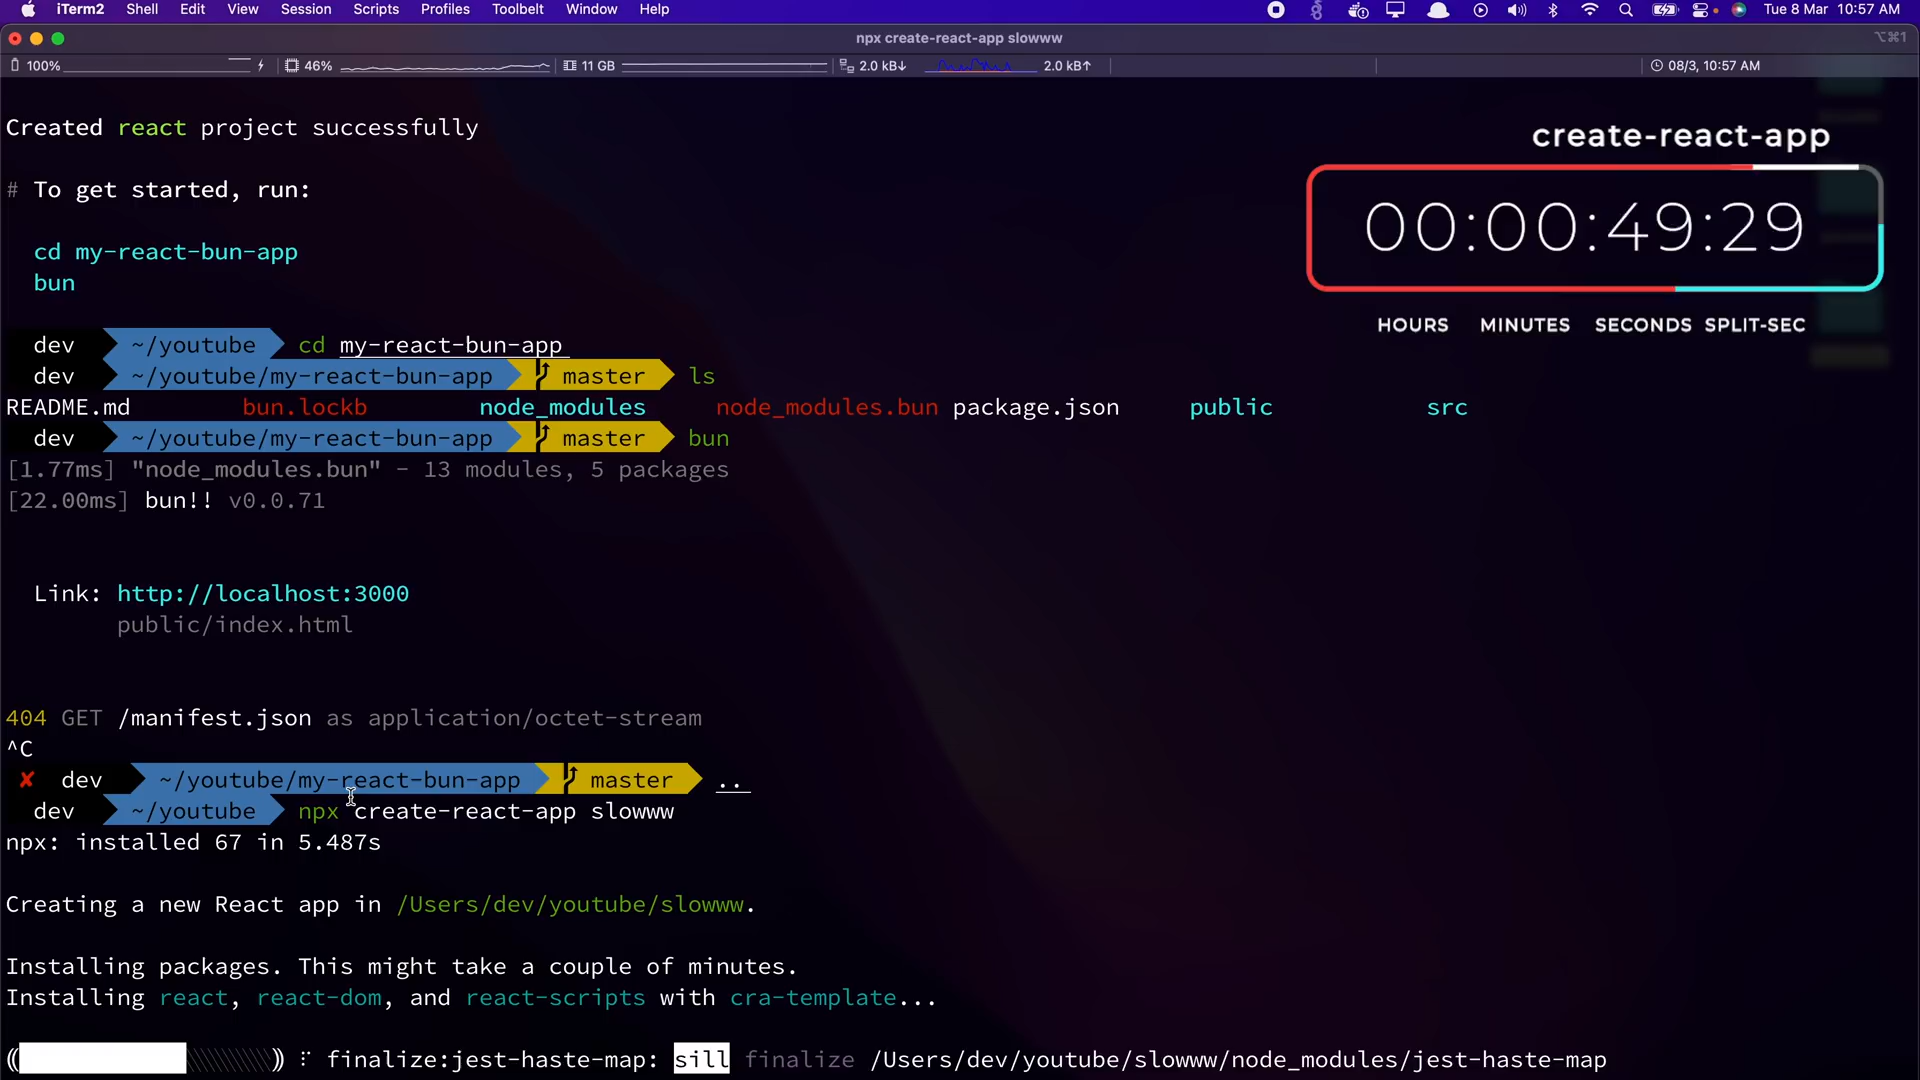 iTerm2 Shell Edit View Session Scripts Profiles Toolbelt Window Help Tue 8 Mar 10:57 AM
npx create-react-app slowww ⌥⌘1
100% 46% 11 GB 2.0 kB↓ 2.0 kB↑ 08/3, 10:57 AM
Created react project successfully
# To get started, run:
cd my-react-bun-app
bun
create-react-app
00:00:49:29
HOURS MINUTES SECONDS SPLIT-SEC
dev ~/youtube cd my-react-bun-app
dev ~/youtube/my-react-bun-app master ls
README.md bun.lockb node_modules node_modules.bun package.json public src
dev ~/youtube/my-react-bun-app master bun
[1.77ms] "node_modules.bun" - 13 modules, 5 packages
[22.00ms] bun!! v0.0.71
Link: http://localhost:3000
public/index.html
404 GET /manifest.json as application/octet-stream
^C
✘ dev ~/youtube/my-react-bun-app master ..
dev ~/youtube npx create-react-app slowww
npx: installed 67 in 5.487s
Creating a new React app in /Users/dev/youtube/slowww.
Installing packages. This might take a couple of minutes.
Installing react, react-dom, and react-scripts with cra-template...
finalize:jest-haste-map: sill finalize /Users/dev/youtube/slowww/node_modules/jest-haste-map